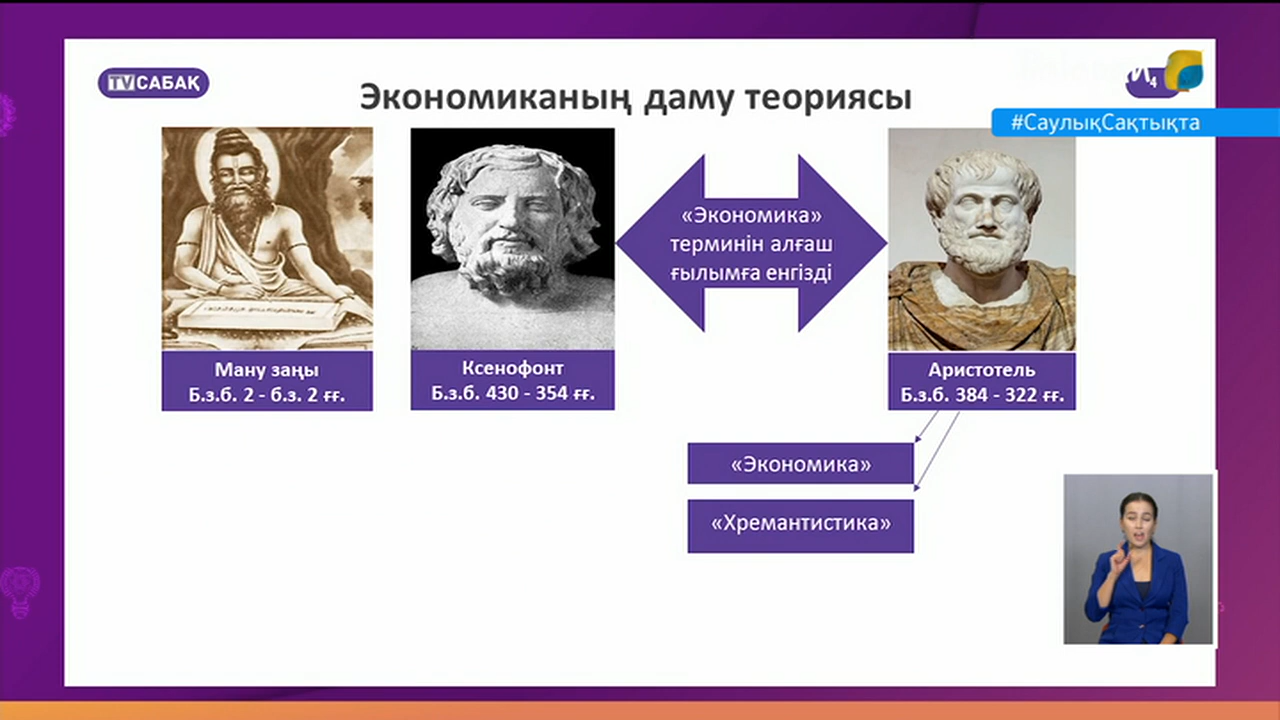 TVСАБАҚ
Экономиканың даму теориясы
4
#СаулықСақтықта
«Экономика»
терминін алғаш
ғылымға енгізді
Ману заңы
Б.з.б. 2 - б.з. 2 ғғ.
Ксенофонт
Б.з.б. 430 - 354 ғғ.
Аристотель
Б.з.б. 384 - 322 ғғ.
«Экономика»
«Хремантистика»